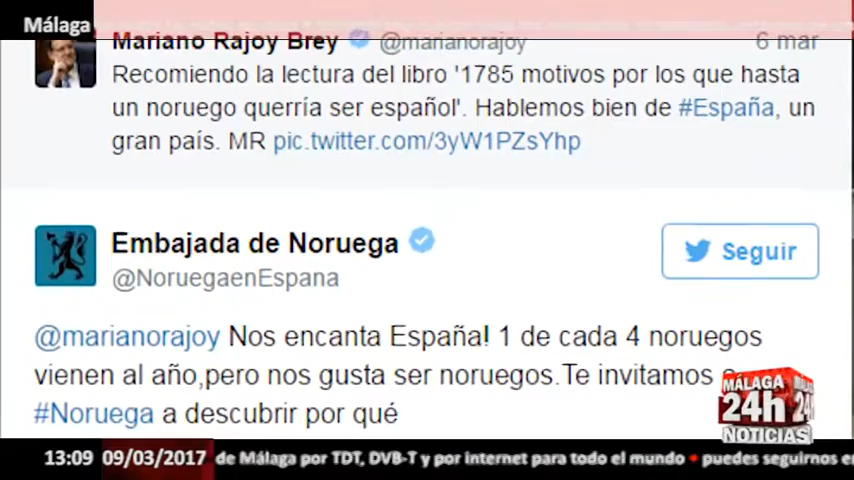 Málaga
Mariano Rajoy Brey @marianorajoy 6 mar
Recomiendo la lectura del libro '1785 motivos por los que hasta
un noruego querría ser español'. Hablemos bien de #España, un
gran país. MR pic.twitter.com/3yW1PZsYhp
Embajada de Noruega
@NoruegaenEspana
Seguir
@marianorajoy Nos encanta España! 1 de cada 4 noruegos
vienen al año,pero nos gusta ser noruegos.Te invitamos
#Noruega a descubrir por qué
MÁLAGA
24h
NOTICIAS
13:09 09/03/2017 de Málaga por TDT, DVB-T y por internet para todo el mundo • puedes seguirnos